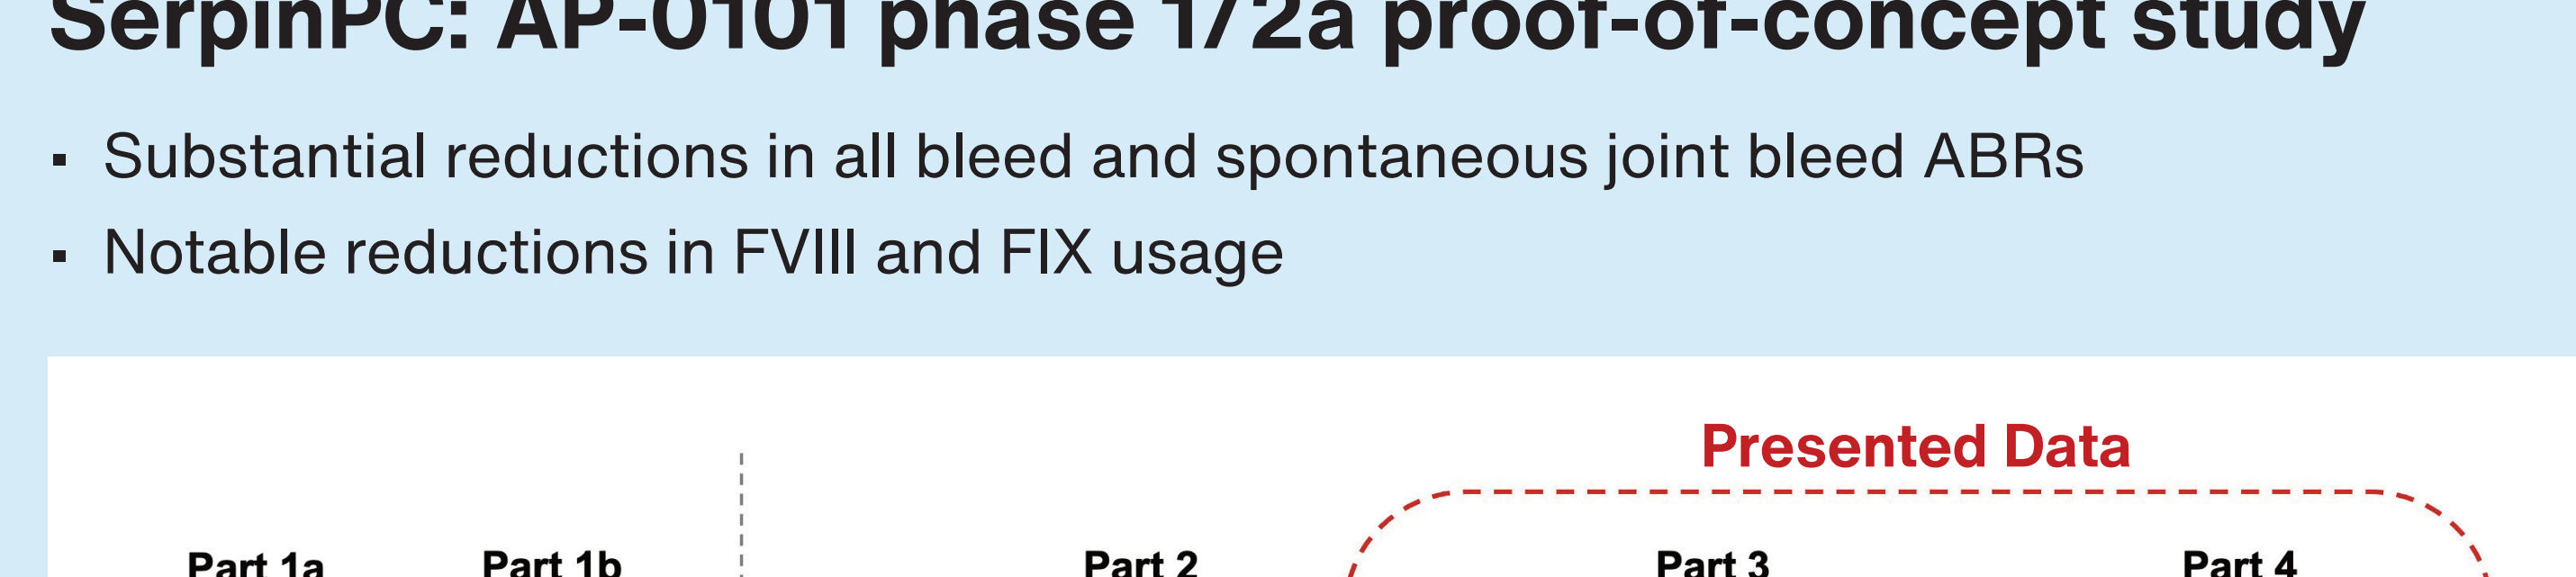 SerpinPC: AP-0101 phase 1/2a proof-of-concept study
▪ Substantial reductions in all bleed and spontaneous joint bleed ABRs
▪ Notable reductions in FVIII and FIX usage
Presented Data
Part 1a Part 1b Part 2 Part 3 Part 4